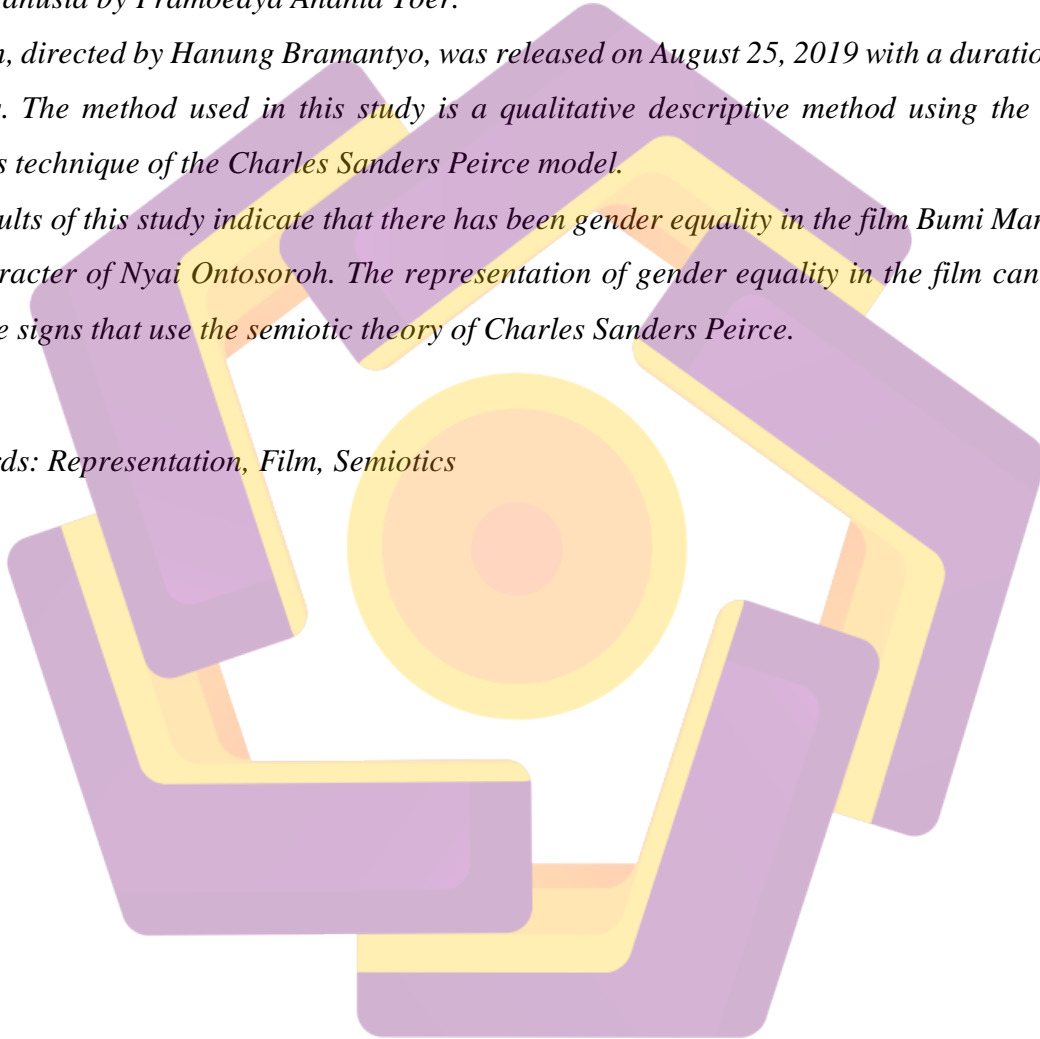 anusia by Pramoedya Ananta Toer.
n, directed by Hanung Bramantyo, was released on August 25, 2019 with a duratio
. The method used in this study is a qualitative descriptive method using the
s technique of the Charles Sanders Peirce model.
ults of this study indicate that there has been gender equality in the film Bumi Man
racter of Nyai Ontosoroh. The representation of gender equality in the film can
e signs that use the semiotic theory of Charles Sanders Peirce.
rds: Representation, Film, Semiotics